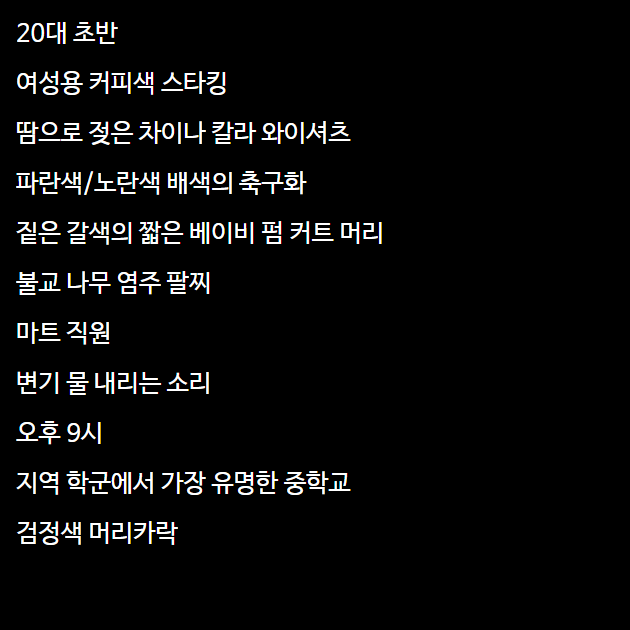 20대 초반
여성용 커피색 스타킹
땀으로 젖은 차이나 칼라 와이셔츠
파란색/노란색 배색의 축구화
짙은 갈색의 짧은 베이비 펌 커트 머리
불교 나무 염주 팔찌
마트 직원
변기 물 내리는 소리
오후 9시
지역 학군에서 가장 유명한 중학교
검정색 머리카락